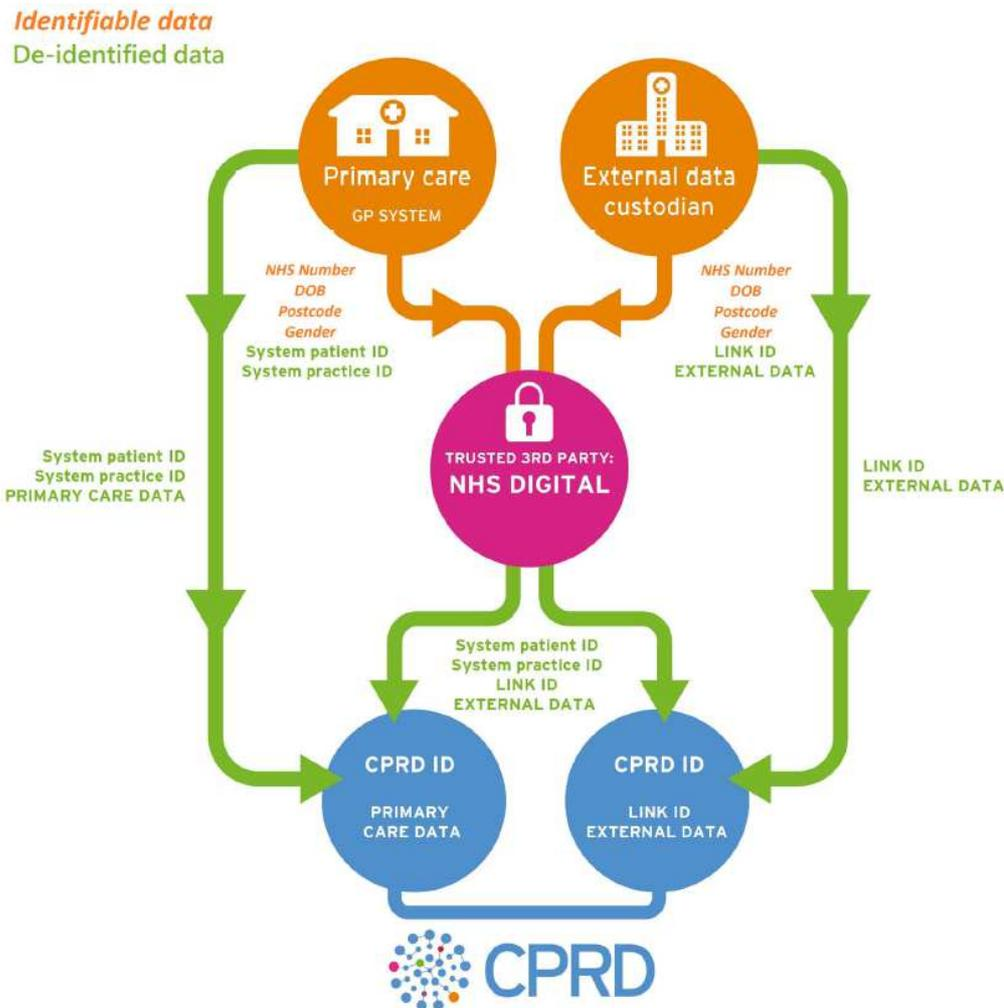 Identifiable data
De-identified data
Primary care
GP SYSTEM
External data
custodian
NHS Number
DOB
Postcode
Gender
System patient ID
System practice ID
NHS Number
DOB
Postcode
Gender
LINK ID
EXTERNAL DATA
TRUSTED 3RD PARTY:
NHS DIGITAL
System patient ID
System practice ID
PRIMARY CARE DATA
LINK ID
EXTERNAL DATA
System patient ID
System practice ID
LINK ID
EXTERNAL DATA
CPRD ID
PRIMARY
CARE DATA
CPRD ID
LINK ID
EXTERNAL DATA
CPRD